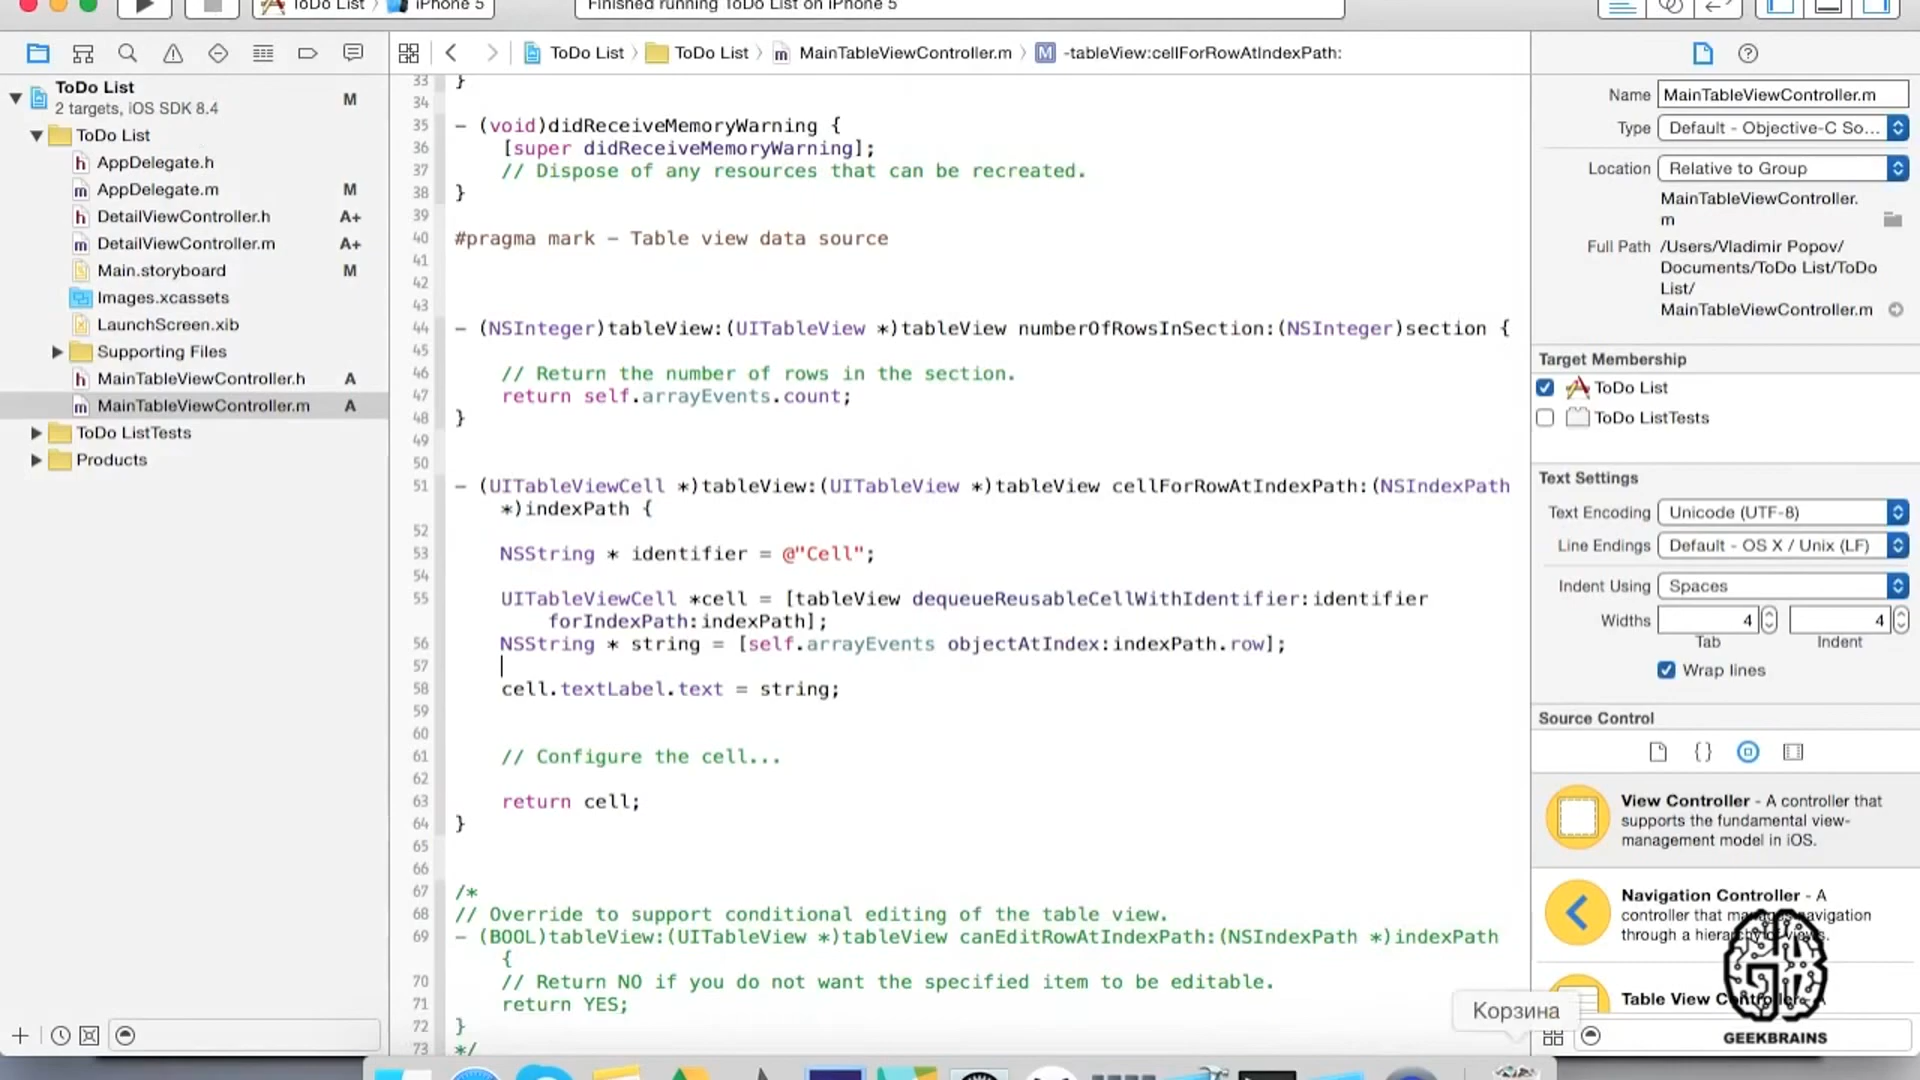 ToDo List
iPhone 5
Finished running ToDo List on iPhone 5
ToDo List
ToDo List
MainTableViewController.m
M
-tableView:cellForRowAtIndexPath:
ToDo List
2 targets, iOS SDK 8.4
M
ToDo List
h AppDelegate.h
m AppDelegate.m M
h DetailViewController.h A+
m DetailViewController.m A+
Main.storyboard M
Images.xcassets
LaunchScreen.xib
Supporting Files
h MainTableViewController.h A
m MainTableViewController.m A
ToDo ListTests
Products
33 }
34
35 - (void)didReceiveMemoryWarning {
36 [super didReceiveMemoryWarning];
37 // Dispose of any resources that can be recreated.
38 }
39
40 #pragma mark - Table view data source
41
42
43
44 - (NSInteger)tableView:(UITableView *)tableView numberOfRowsInSection:(NSInteger)section {
45
46 // Return the number of rows in the section.
47 return self.arrayEvents.count;
48 }
49
50
51 - (UITableViewCell *)tableView:(UITableView *)tableView cellForRowAtIndexPath:(NSIndexPath
*)indexPath {
52
53 NSString * identifier = @"Cell";
54
55 UITableViewCell *cell = [tableView dequeueReusableCellWithIdentifier:identifier
forIndexPath:indexPath];
56 NSString * string = [self.arrayEvents objectAtIndex:indexPath.row];
57
58 cell.textLabel.text = string;
59
60
61 // Configure the cell...
62
63 return cell;
64 }
65
66
67 /*
68 // Override to support conditional editing of the table view.
69 - (BOOL)tableView:(UITableView *)tableView canEditRowAtIndexPath:(NSIndexPath *)indexPath
{
70 // Return NO if you do not want the specified item to be editable.
71 return YES;
72 }
73 */
Name MainTableViewController.m
Type Default - Objective-C So...
Location Relative to Group
MainTableViewController.
m
Full Path /Users/Vladimir Popov/
Documents/ToDo List/ToDo
List/
MainTableViewController.m
Target Membership
ToDo List
ToDo ListTests
Text Settings
Text Encoding Unicode (UTF-8)
Line Endings Default - OS X / Unix (LF)
Indent Using Spaces
Widths 4 4
Tab Indent
Wrap lines
Source Control
View Controller - A controller that
supports the fundamental view-
management model in iOS.
Navigation Controller - A
controller that manages navigation
through a hierarchy of views.
Table View Controller - A
Корзина
GEEKBRAINS